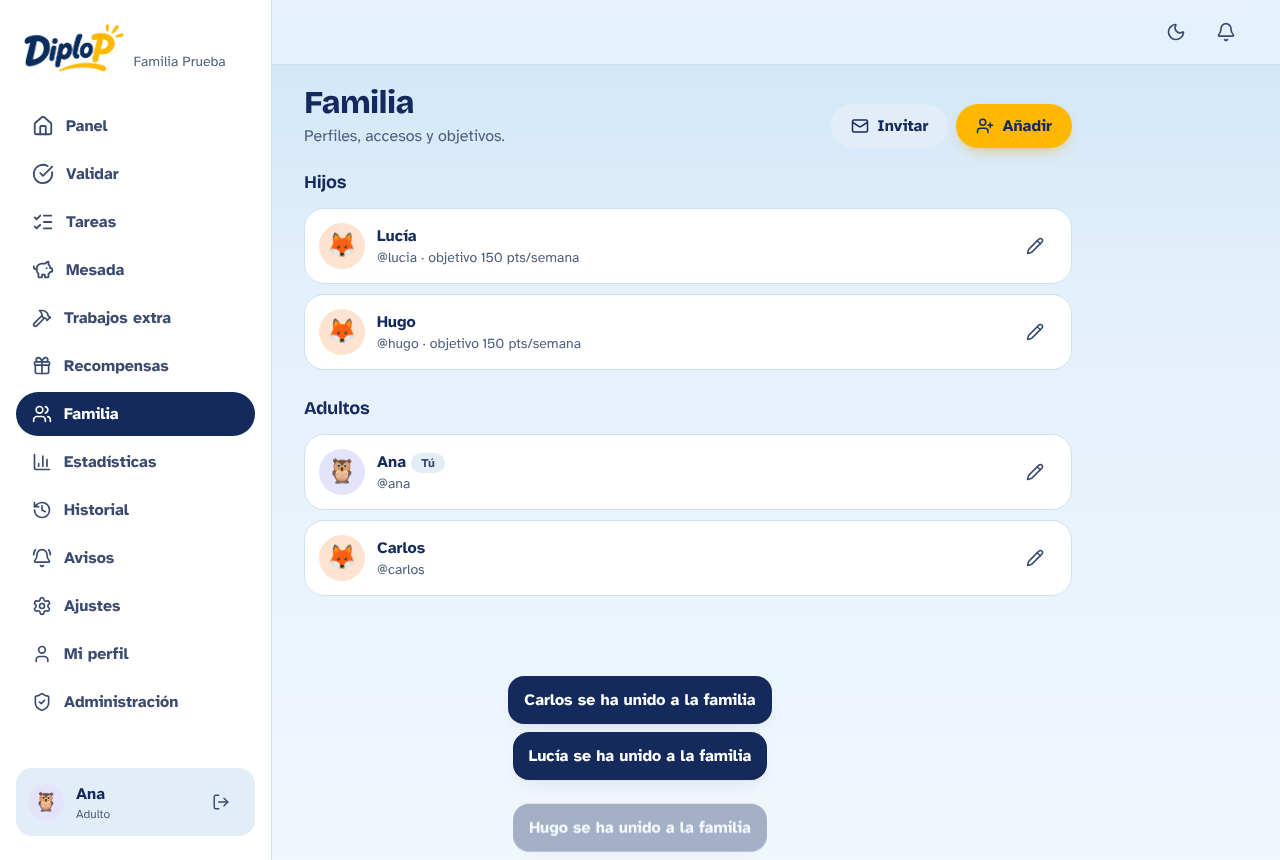 DiploP Familia Prueba
Panel
Validar
Tareas
Mesada
Trabajos extra
Recompensas
Familia
Estadísticas
Historial
Avisos
Ajustes
Mi perfil
Administración
Ana
Adulto
Familia
Perfiles, accesos y objetivos.
Invitar
Añadir
Hijos
Lucía
@lucia · objetivo 150 pts/semana
Hugo
@hugo · objetivo 150 pts/semana
Adultos
Ana Tú
@ana
Carlos
@carlos
Carlos se ha unido a la familia
Lucía se ha unido a la familia
Hugo se ha unido a la familia